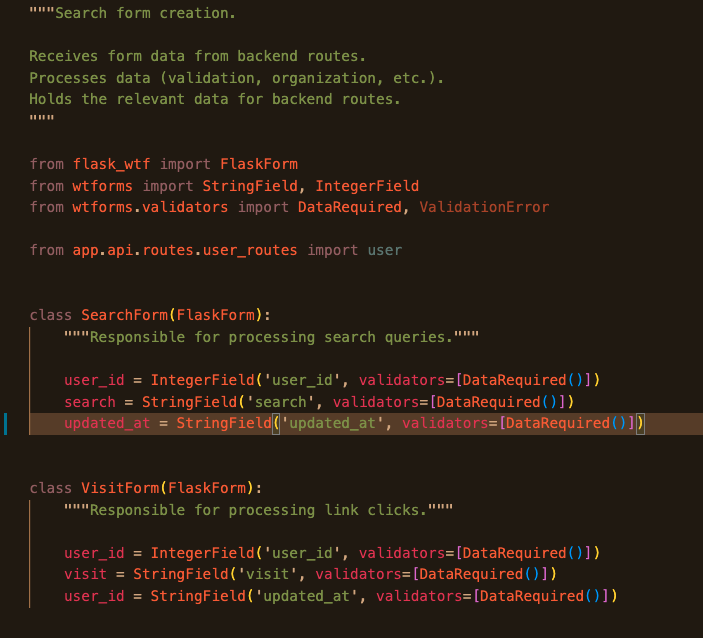 """Search form creation.
Receives form data from backend routes.
Processes data (validation, organization, etc.).
Holds the relevant data for backend routes.
"""
from flask_wtf import FlaskForm
from wtforms import StringField, IntegerField
from wtforms.validators import DataRequired, ValidationError
from app.api.routes.user_routes import user
class SearchForm(FlaskForm):
"""Responsible for processing search queries."""
user_id = IntegerField('user_id', validators=[DataRequired()])
search = StringField('search', validators=[DataRequired()])
updated_at = StringField('updated_at', validators=[DataRequired()])
class VisitForm(FlaskForm):
"""Responsible for processing link clicks."""
user_id = IntegerField('user_id', validators=[DataRequired()])
visit = StringField('visit', validators=[DataRequired()])
user_id = StringField('updated_at', validators=[DataRequired()])